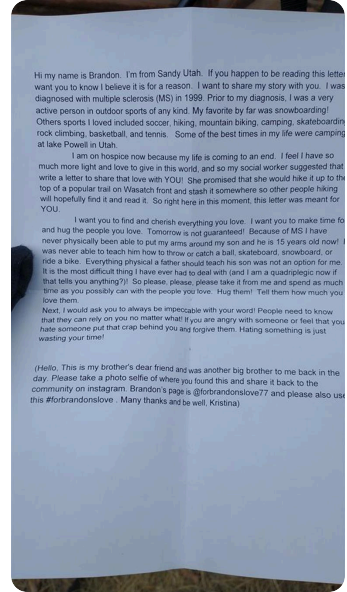 Hi my name is Brandon. I'm from Sandy Utah. If you happen to be reading this letter
want you to know I believe it is for a reason. I want to share my story with you. I was
diagnosed with multiple sclerosis (MS) in 1999. Prior to my diagnosis, I was a very
active person in outdoor sports of any kind. My favorite by far was snowboarding!
Others sports I loved included soccer, hiking, mountain biking, camping, skateboarding
rock climbing, basketball, and tennis. Some of the best times in my life were camping
at lake Powell in Utah.
I am on hospice now because my life is coming to an end. I feel I have so
much more light and love to give in this world, and my social worker suggested that
write a letter to share that love with YOU! She promised that she would hike it up to the
top of a popular trail on Wasatch front and stash it somewhere so other people hiking
will hopefully find it and read it. So right here in this moment, this letter was meant for
YOU.
I want you to find and cherish everything you love. I want you to make time fo
and hug the people you love. Tomorrow is not guaranteed! Because of MS I have
never physically been able to put my arms around my son and he is 15 years old now! I
was never able to teach him how to throw or catch a ball, skateboard, snowboard, or
ride a bike. Everything physical a father should teach his son was not an option for me.
It is the most difficult thing I have ever had to deal with (and I am a quadriplegic now if
that tells you anything?)! So please, please, please take it from me and spend as much
time as you possibly can with the people you love. Hug them! Tell them how much you
love them.
Next, I would ask you to always be impeccable with your word! People need to know
that they can rely on you no matter what! If you are angry with someone or feel that you
hate someone put that crap behind you and forgive them. Hating something is just
wasting your time!
(Hello, This is my brother's dear friend and was another big brother to me back in the
day. Please take a photo selfie of where you found this and share it back to the
community on instagram. Brandon's page is @forbrandonslove77 and please also use
this #forbrandonslove . Many thanks and be well, Kristina)